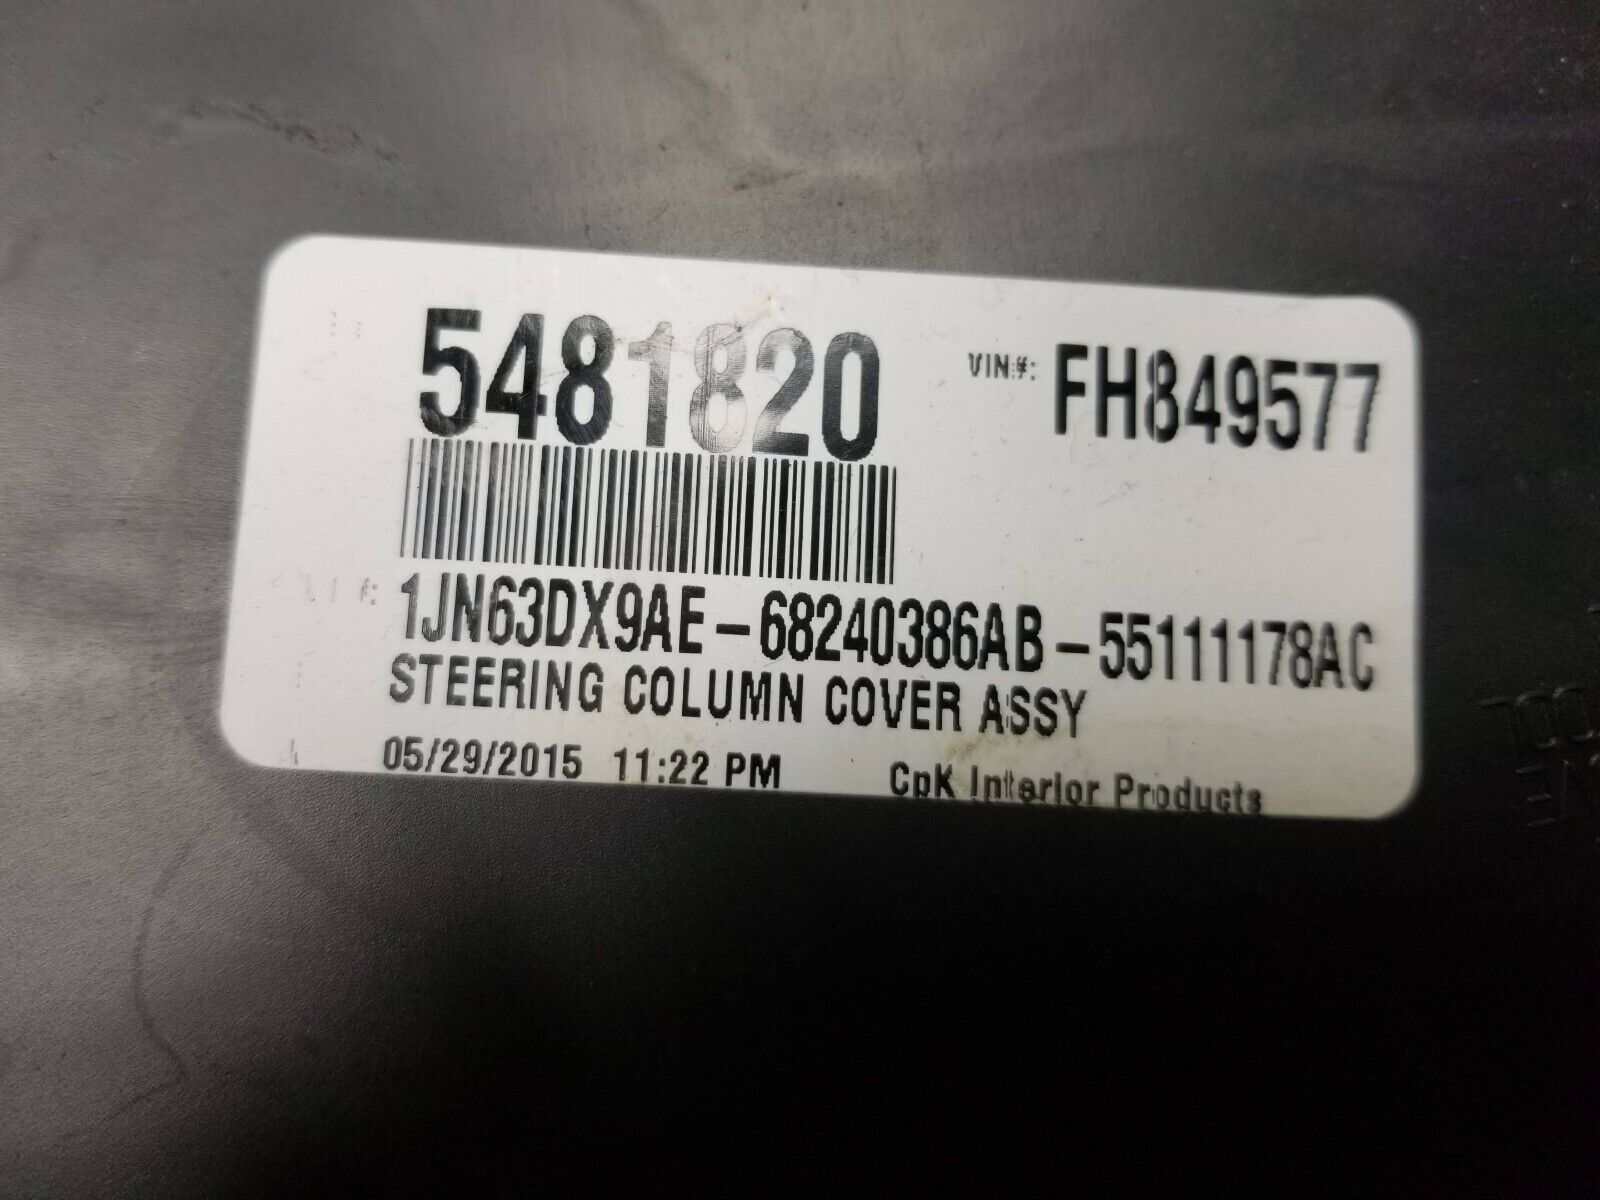 5481820
VIN#: FH849577
1JN63DX9AE-68240386AB-55111178AC
STEERING COLUMN COVER ASSY
05/29/2015 11:22 PM CpK Interior Products